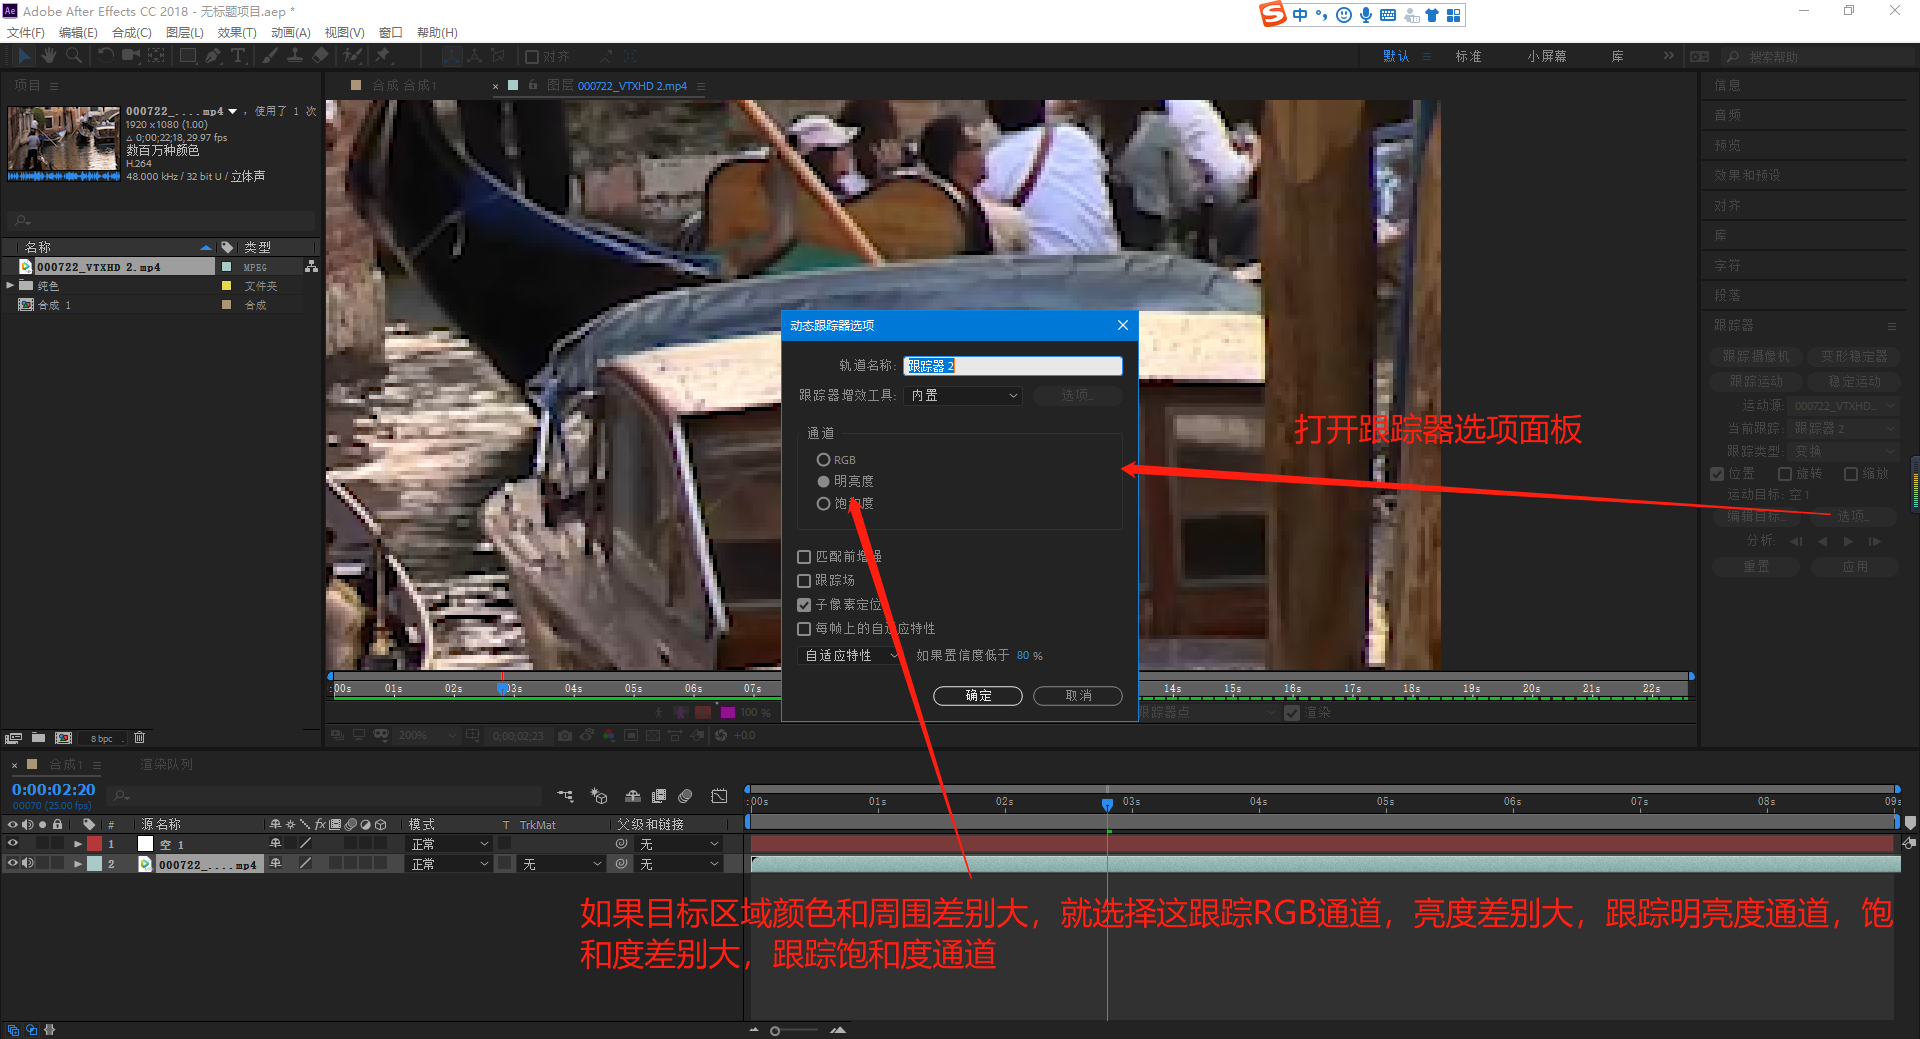 Ae Adobe After Effects CC 2018 - 无标题项目.aep *
中
文件(F) 编辑(E) 合成(C) 图层(L) 效果(T) 动画(A) 视图(V) 窗口 帮助(H)
对齐
默认 标准 小屏幕 库 搜索帮助
项目
合成 合成1
图层 000722_VTXHD 2.mp4
000722_....mp4 , 使用了 1 次
1920 x1080 (1.00)
△ 0;00;22;18, 29.97 fps
数百万种颜色
H.264
48.000 kHz / 32 bit U / 立体声
名称 类型
000722_VTXHD 2.mp4 MPEG
纯色 文件夹
合成 1 合成
8 bpc
信息
音频
预览
效果和预设
对齐
库
字符
段落
跟踪器
跟踪摄像机 变形稳定器
跟踪运动 稳定运动
运动源: 000722_VTXHD...
当前跟踪: 跟踪器 2
跟踪类型: 变换
位置 旋转 缩放
运动目标: 空1
编辑目标... 选项...
分析:
重置 应用
动态跟踪器选项
轨道名称: 跟踪器 2
跟踪器增效工具: 内置 选项...
通道
RGB
明亮度
饱和度
匹配前增强
跟踪场
子像素定位
每帧上的自适应特性
自适应特性 如果置信度低于 80 %
确定 取消
打开跟踪器选项面板
:00s 01s 02s 03s 04s 05s 06s 07s 14s 15s 16s 17s 18s 19s 20s 21s 22s
100 % 跟踪器点 渲染
200% 0;00;02;23 +0.0
合成1 渲染队列
0:00:02:20
00070 (25.00 fps)
:00s 01s 02s 03s 04s 05s 06s 07s 08s 09s
# 源名称 fx 模式 T TrkMat 父级和链接
1 空 1 正常 无
2 000722_....mp4 正常 无 无
如果目标区域颜色和周围差别大，就选择这跟踪RGB通道，亮度差别大，跟踪明亮度通道，饱
和度差别大，跟踪饱和度通道